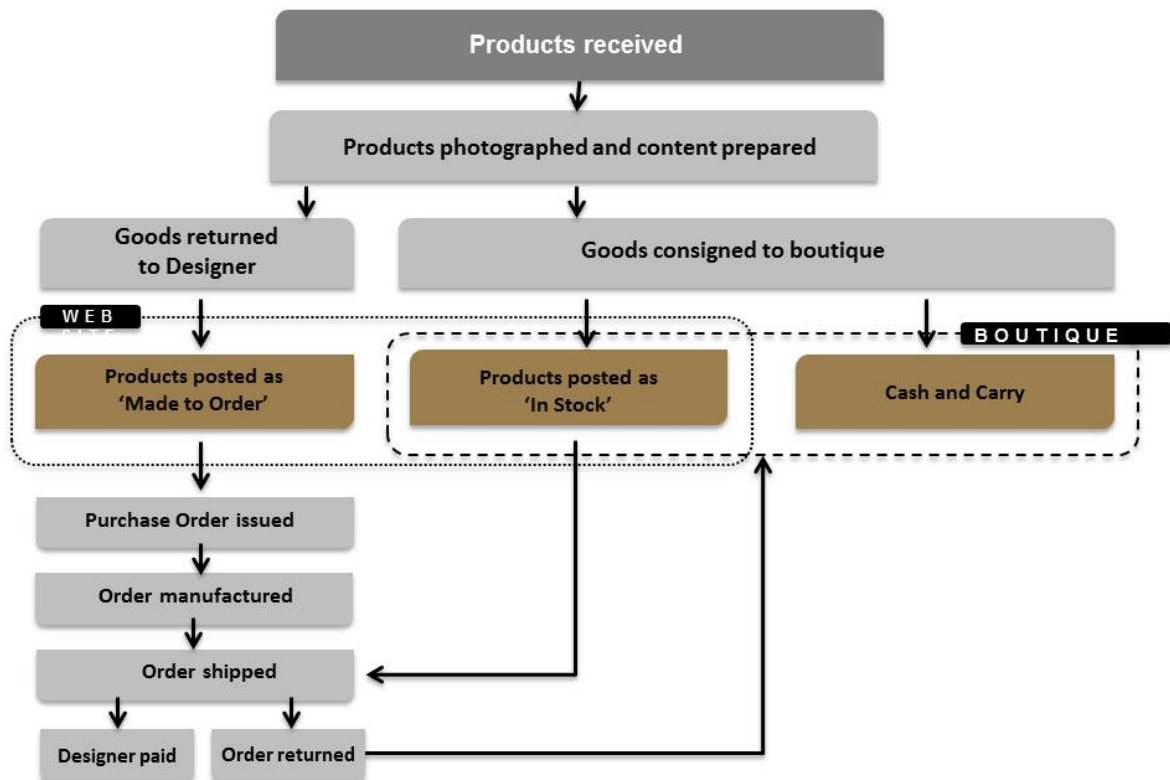 Products received
Products photographed and content prepared
Goods returned
to Designer
Goods consigned to boutique
WEB
SITE
BOUTIQUE
Products posted as
‘Made to Order’
Products posted as
‘In Stock’
Cash and Carry
Purchase Order issued
Order manufactured
Order shipped
Designer paid
Order returned